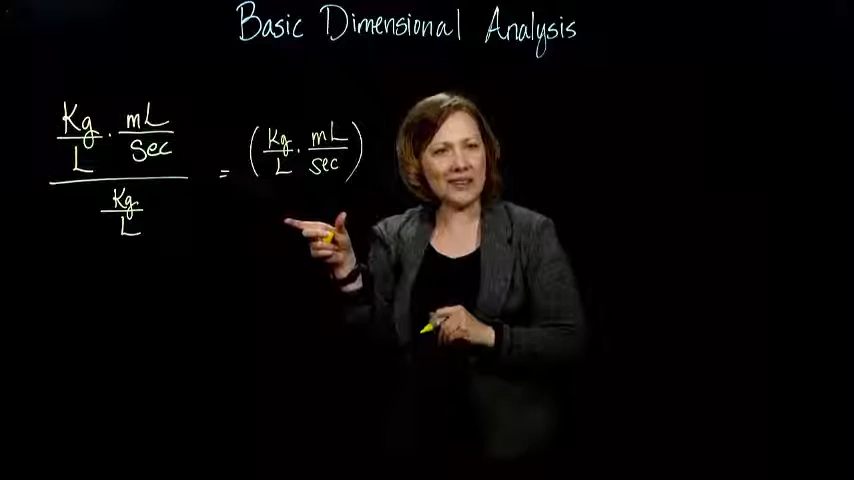 Basic Dimensional Analysis
Kg/L · mL/Sec / Kg/L = (Kg/L · mL/sec)